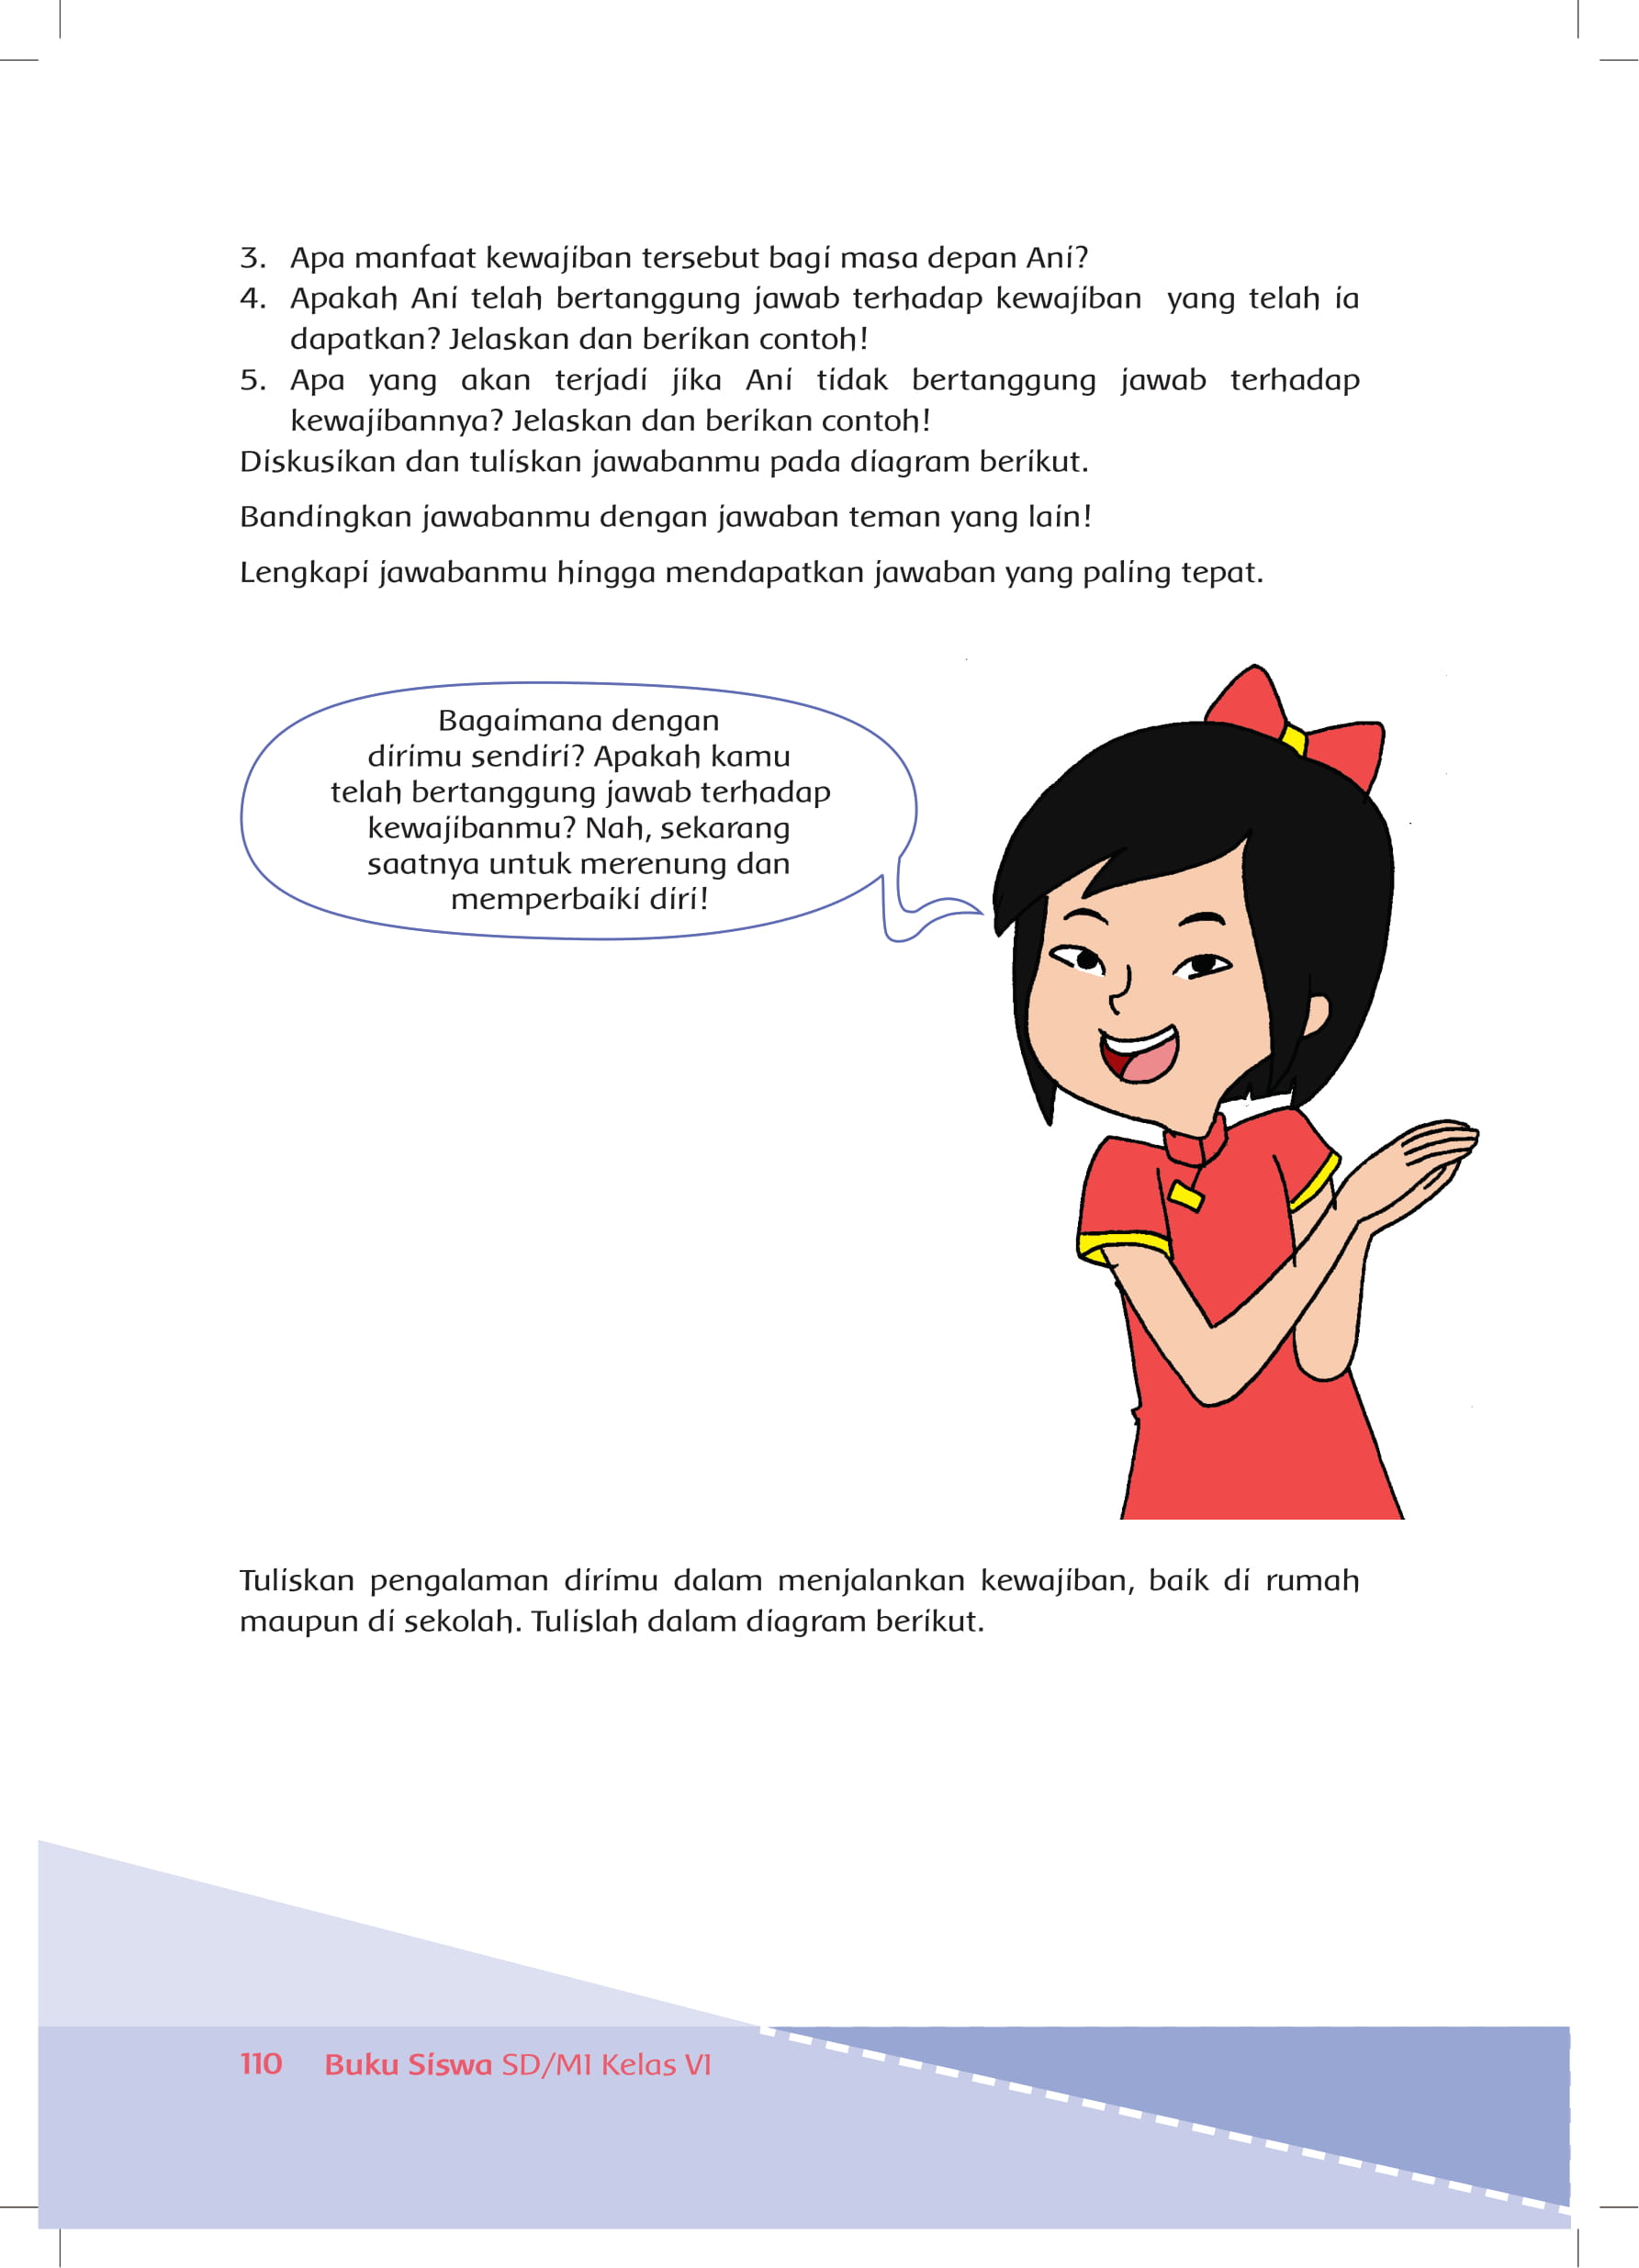 3. Apa manfaat kewajiban tersebut bagi masa depan Ani?
4. Apakah Ani telah bertanggung jawab terhadap kewajiban yang telah ia
dapatkan? Jelaskan dan berikan contoh!
5. Apa yang akan terjadi jika Ani tidak bertanggung jawab terhadap
kewajibannya? Jelaskan dan berikan contoh!
Diskusikan dan tuliskan jawabanmu pada diagram berikut.
Bandingkan jawabanmu dengan jawaban teman yang lain!
Lengkapi jawabanmu hingga mendapatkan jawaban yang paling tepat.
Bagaimana dengan
dirimu sendiri? Apakah kamu
telah bertanggung jawab terhadap
kewajibanmu? Nah, sekarang
saatnya untuk merenung dan
memperbaiki diri!
Tuliskan pengalaman dirimu dalam menjalankan kewajiban, baik di rumah
maupun di sekolah. Tulislah dalam diagram berikut.
110 Buku Siswa SD/MI Kelas VI